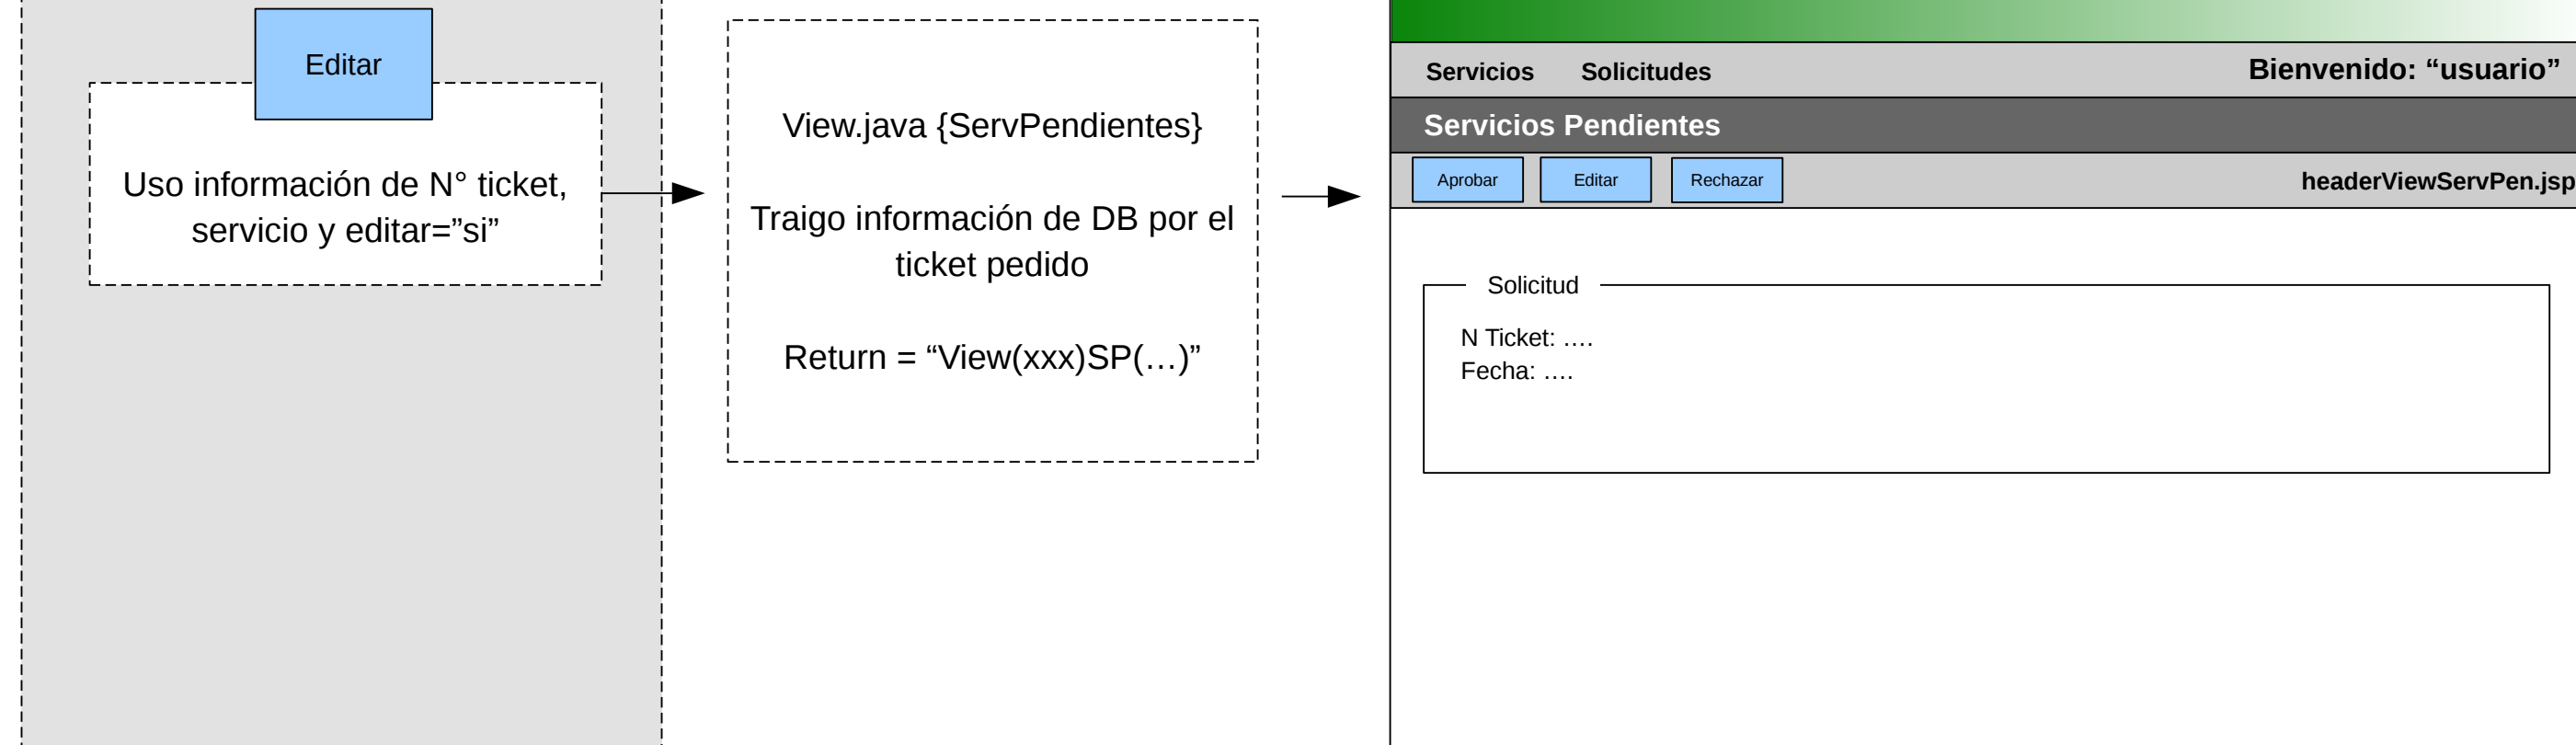 Editar
Uso información de N° ticket,
servicio y editar=”si”
View.java {ServPendientes}
Traigo información de DB por el
ticket pedido
Return = “View(xxx)SP(…)”
Servicios Solicitudes Bienvenido: “usuario”
Servicios Pendientes
Aprobar Editar Rechazar headerViewServPen.jsp
Solicitud
N Ticket: ….
Fecha: ….